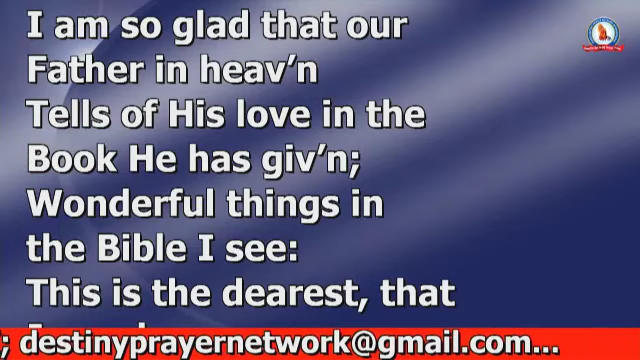 I am so glad that our
Father in heav’n
Tells of His love in the
Book He has giv’n;
Wonderful things in
the Bible I see:
This is the dearest, that
; destinyprayernetwork@gmail.com...